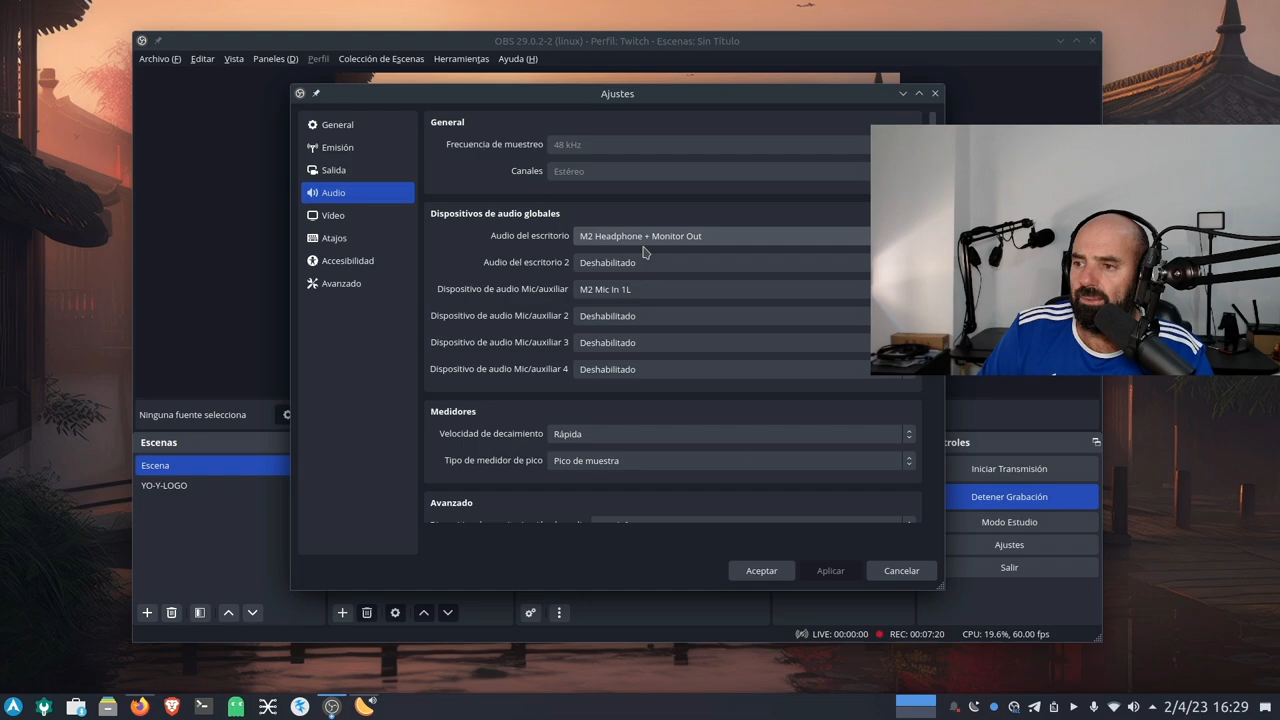 OBS 29.0.2-2 (linux) - Perfil: Twitch - Escenas: Sin Título
Archivo (F) Editar Vista Paneles (D) Perfil Colección de Escenas Herramientas Ayuda (H)
Ajustes
General
Emisión
Salida
Audio
Vídeo
Atajos
Accesibilidad
Avanzado
General
Frecuencia de muestreo 48 kHz
Canales Estéreo
Dispositivos de audio globales
Audio del escritorio M2 Headphone + Monitor Out
Audio del escritorio 2 Deshabilitado
Dispositivo de audio Mic/auxiliar M2 Mic In 1L
Dispositivo de audio Mic/auxiliar 2 Deshabilitado
Dispositivo de audio Mic/auxiliar 3 Deshabilitado
Dispositivo de audio Mic/auxiliar 4 Deshabilitado
Medidores
Velocidad de decaimiento Rápida
Tipo de medidor de pico Pico de muestra
Avanzado
Aceptar Aplicar Cancelar
Ninguna fuente selecciona
Escenas
Escena
YO-Y-LOGO
troles
Iniciar Transmisión
Detener Grabación
Modo Estudio
Ajustes
Salir
LIVE: 00:00:00 REC: 00:07:20 CPU: 19.6%, 60.00 fps
2/4/23 16:29